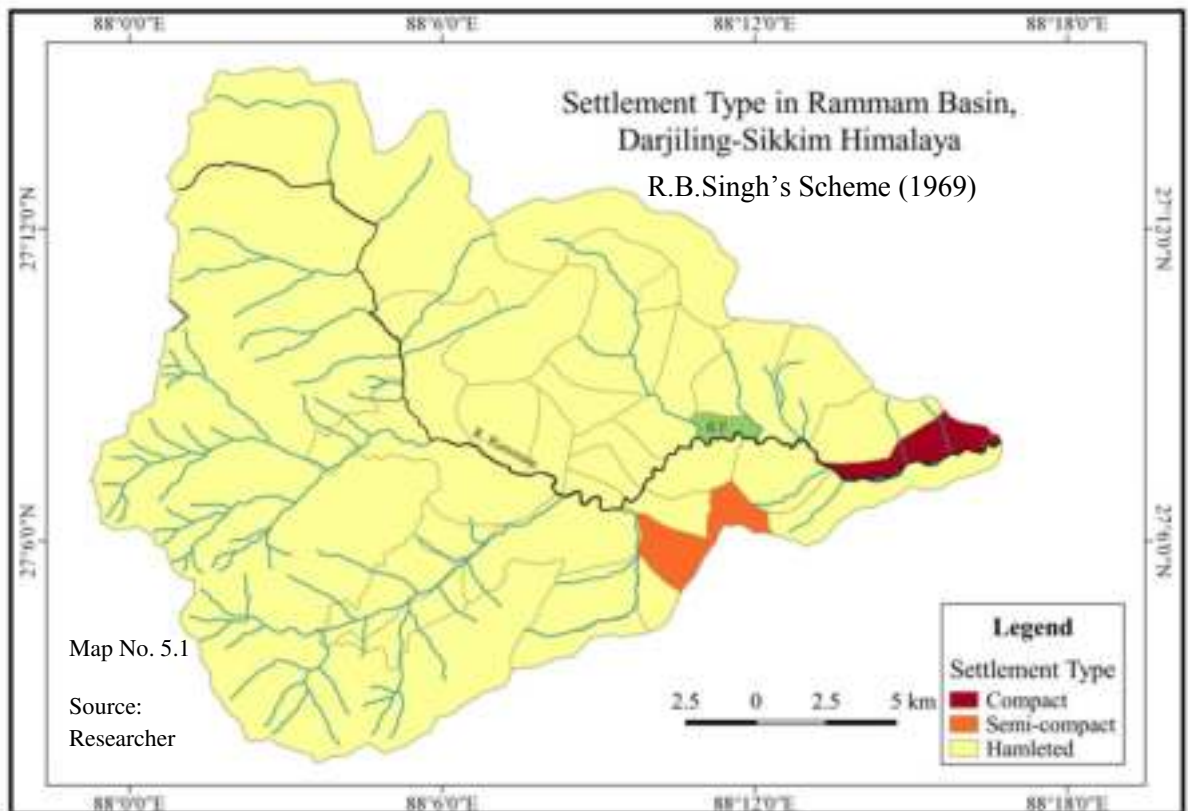 88°0'0"E 88°6'0"E 88°12'0"E 88°18'0"E
Settlement Type in Rammam Basin,
Darjiling-Sikkim Himalaya
R.B.Singh's Scheme (1969)
27°12'0"N 27°12'0"N
R.F.
27°6'0"N 27°6'0"N
Map No. 5.1
Source:
Researcher
2.5 0 2.5 5 km
Legend
Settlement Type
Compact
Semi-compact
Hamleted
88°0'0"E 88°6'0"E 88°12'0"E 88°18'0"E